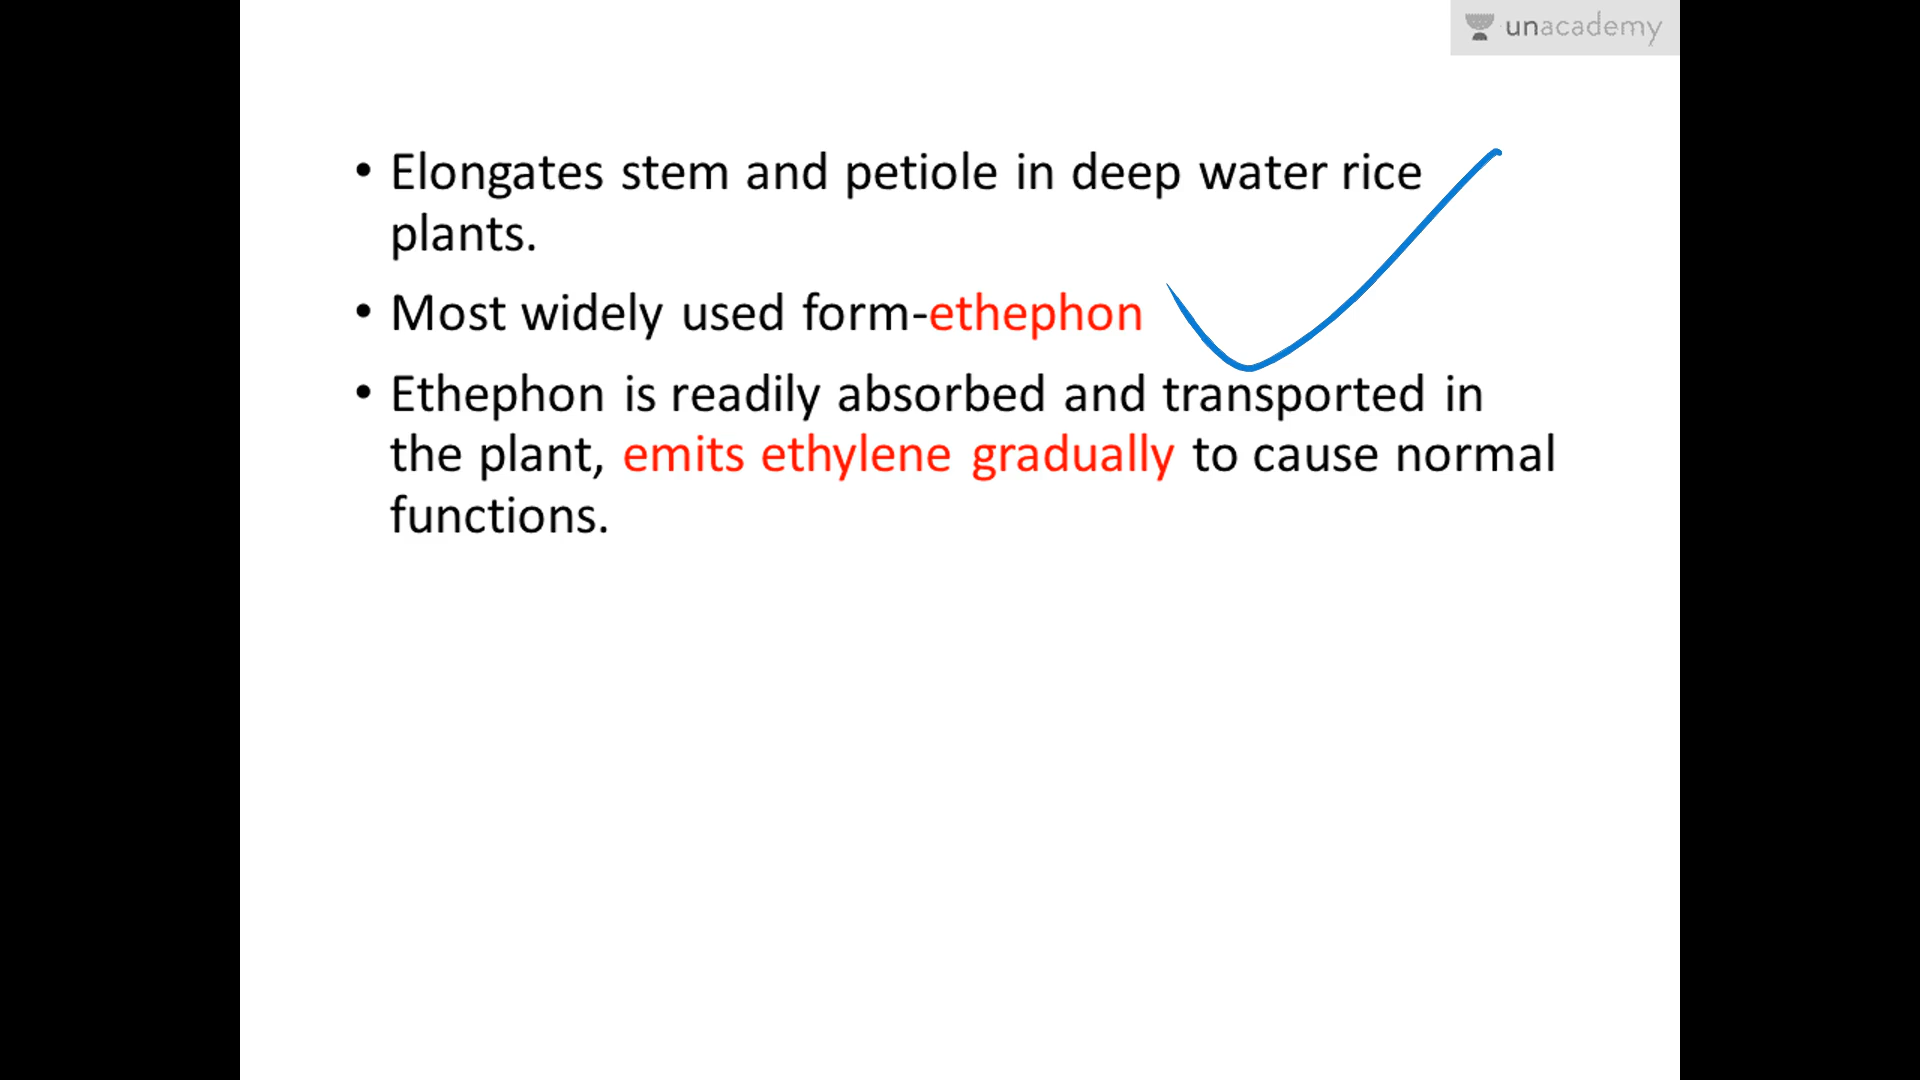 unacademy
• Elongates stem and petiole in deep water rice
plants.
• Most widely used form-ethephon
• Ethephon is readily absorbed and transported in
the plant, emits ethylene gradually to cause normal
functions.